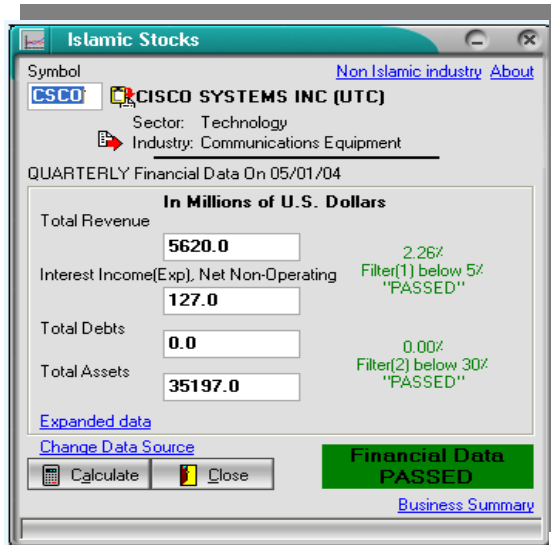 Islamic Stocks
Symbol
Non Islamic industry About
CSCO CISCO SYSTEMS INC (UTC)
Sector: Technology
Industry: Communications Equipment
QUARTERLY Financial Data On 05/01/04
In Millions of U.S. Dollars
Total Revenue
5620.0
2.26%
Filter(1) below 5%
"PASSED"
Interest Income(Exp), Net Non-Operating
127.0
Total Debts
0.0
0.00%
Filter(2) below 30%
"PASSED"
Total Assets
35197.0
Expanded data
Change Data Source
Financial Data
PASSED
Calculate Close
Business Summary